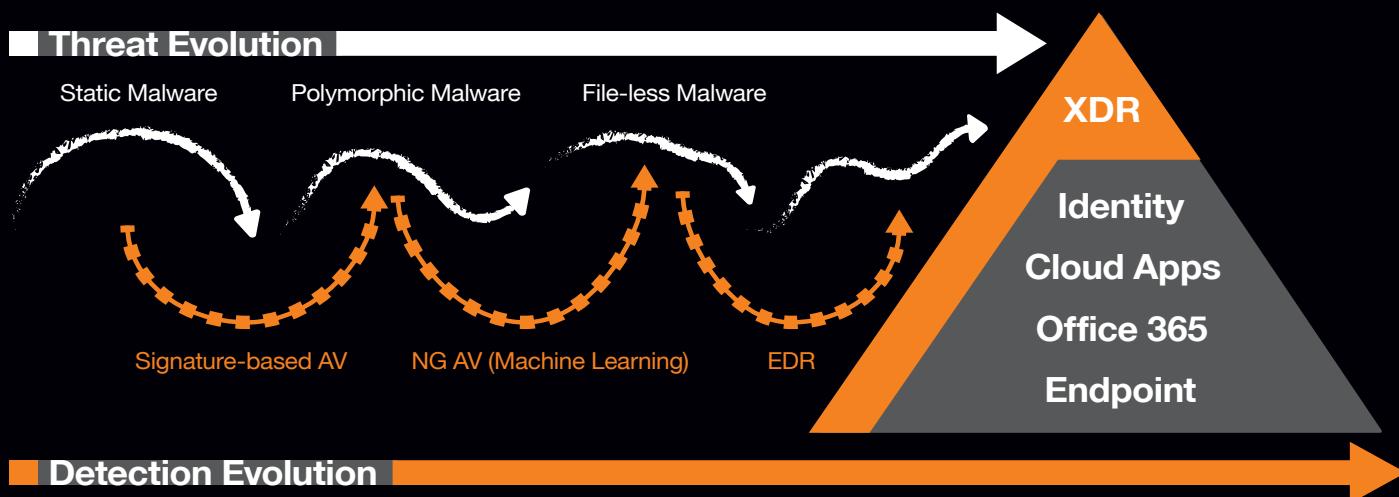 Threat Evolution
Static Malware
Polymorphic Malware
File-less Malware
XDR
Identity
Cloud Apps
Office 365
Endpoint
Signature-based AV
NG AV (Machine Learning)
EDR
Detection Evolution